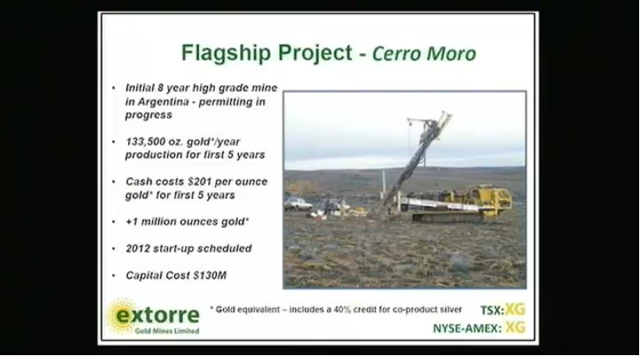 Flagship Project - Cerro Moro
• Initial 8 year high grade mine
in Argentina - permitting in
progress
• 133,500 oz. gold*/year
production for first 5 years
• Cash costs $201 per ounce
gold* for first 5 years
• +1 million ounces gold*
• 2012 start-up scheduled
• Capital Cost $130M
extorre
Gold Mines Limited
* Gold equivalent – includes a 40% credit for co-product silver
TSX:XG
NYSE-AMEX: XG